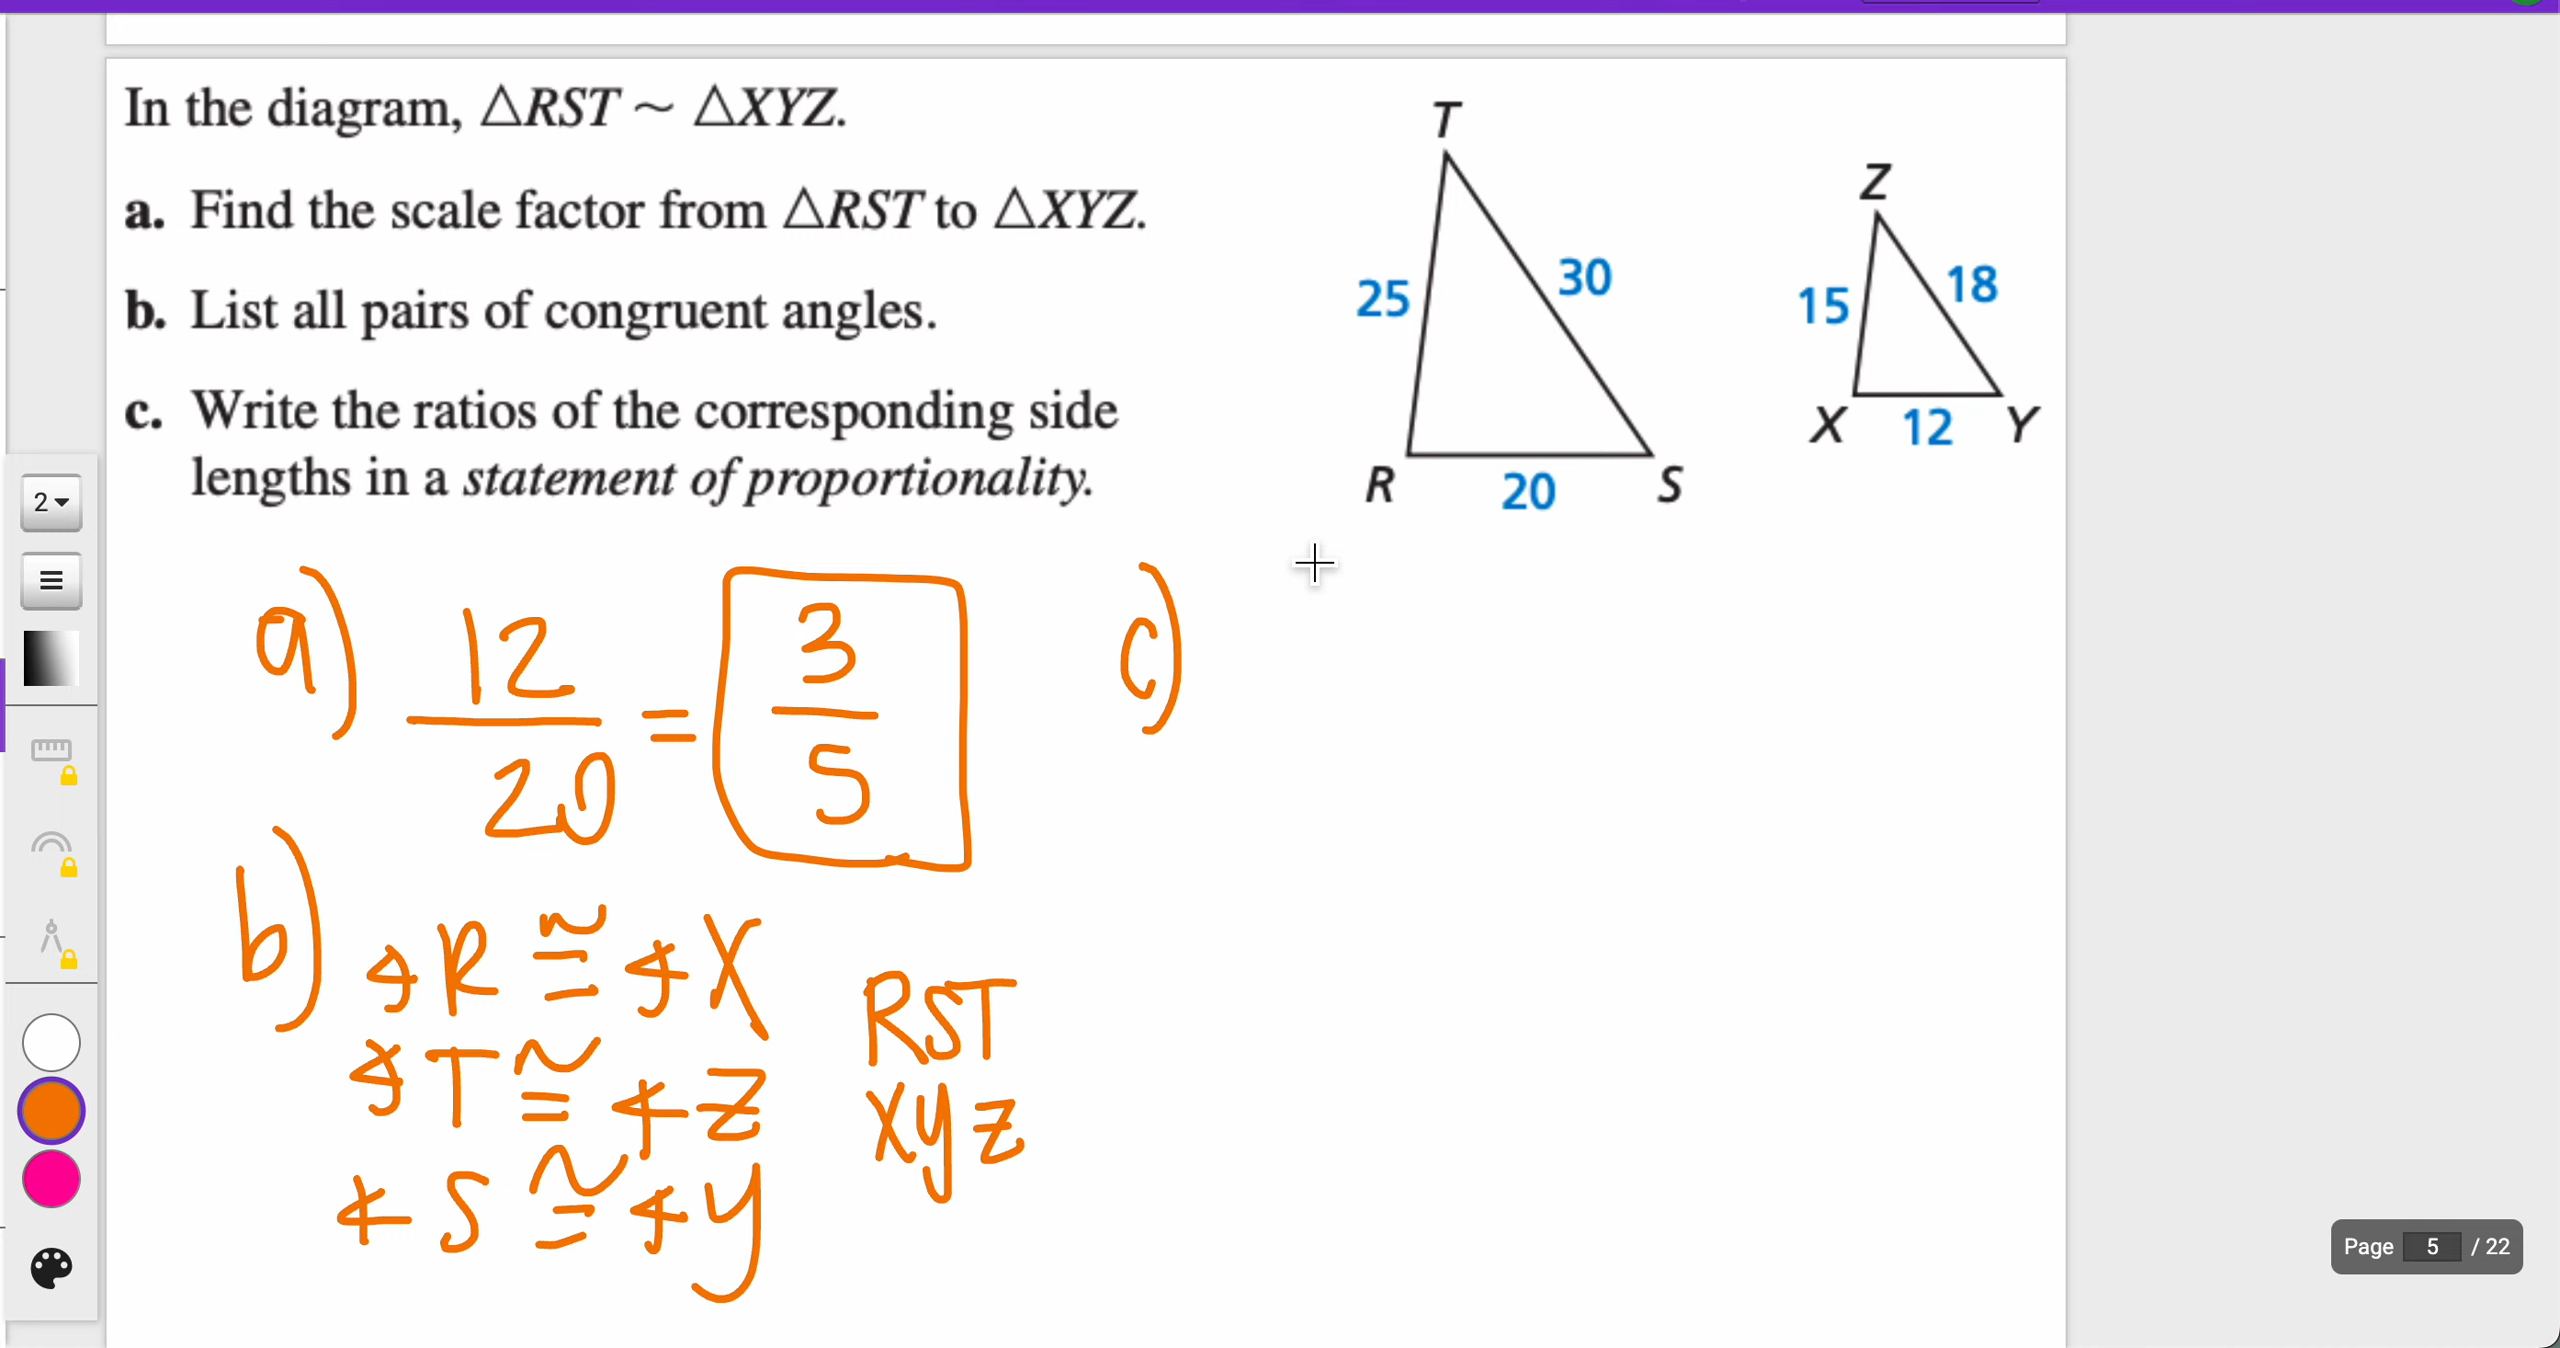 In the diagram, △RST ~ △XYZ.
a. Find the scale factor from △RST to △XYZ.
b. List all pairs of congruent angles.
c. Write the ratios of the corresponding side
lengths in a statement of proportionality.
T
25
30
R
20
S
Z
15
18
X
12
Y
2
a) 12/20 = 3/5
c)
b) ∡R ≅ ∡X
∡T ≅ ∡Z
∡S ≅ ∡Y
RST
XYZ
Page 5 / 22